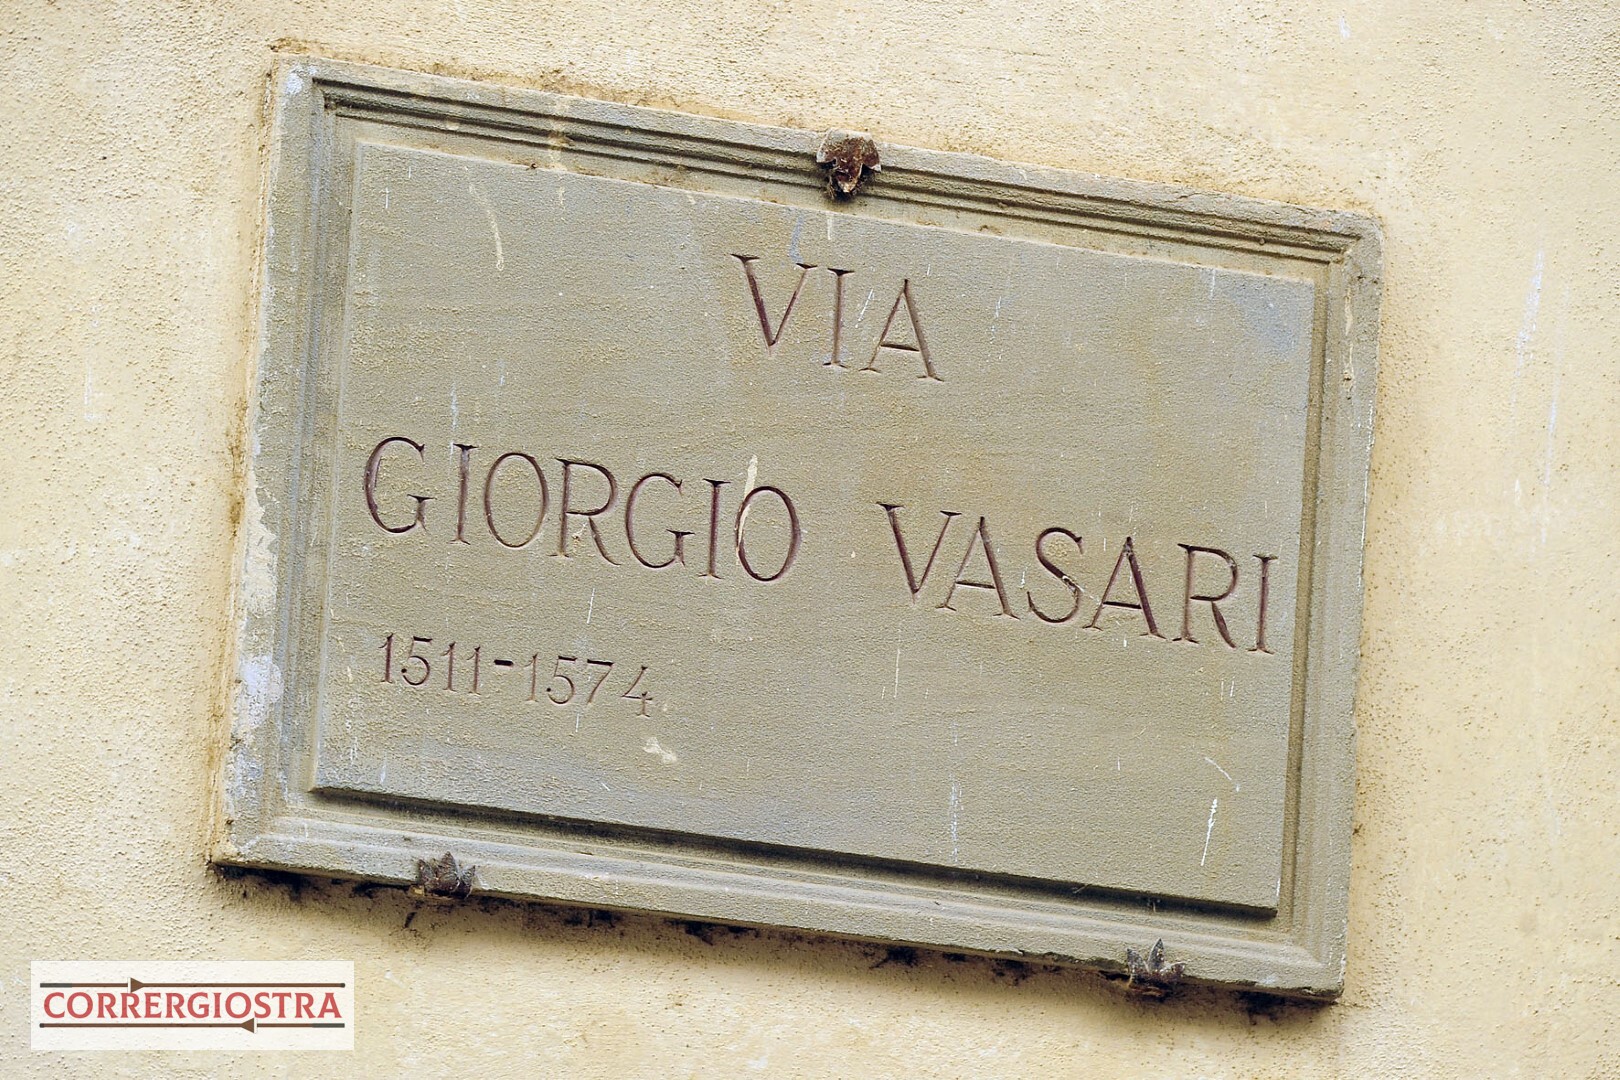 VIA
GIORGIO VASARI
1511-1574
CORRERGIOSTRA